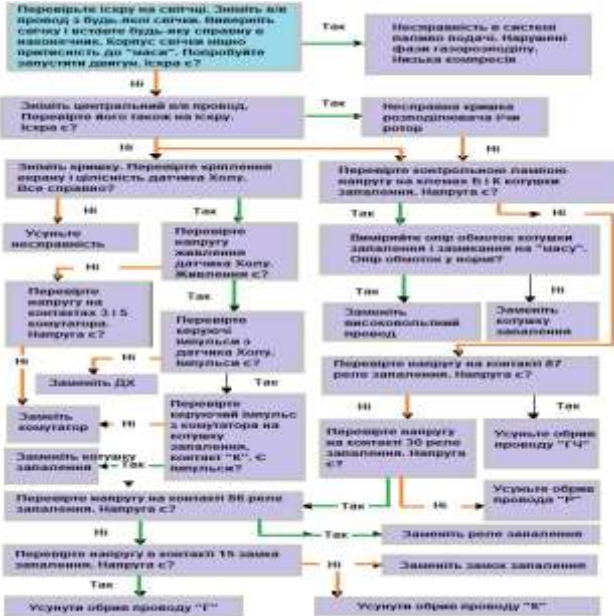 Перевірьте іскру на свічці. Зніміть в/в
провод з будь-якої свічки. Виверніть
свічку і вставте будь-яку справну в
наконечник. Корпус свічки міцно
притисніть до "маси". Попробуйте
запустити двигун. Іскра є?
Так
Несправність в системі
паливо подачі. Нарушені
фази газорозподілу.
Низька компресія
Ні
Зніміть центральний в/в провод.
Перевірте його також на іскру.
Іскра є?
Так
Несправна кришка
розподілювача і/чи
ротор
Ні
Ні
Зніміть кришку. Перевірте кріплення
екрану і цілісність датчика Холу.
Все справно?
Перевірте контрольною лампою
напругу на клемах Б і К котушки
запалення. Напруга є?
Ні
Так
Так
Ні
Усуньте
несправність
Перевірте
напругу
живлення
датчика Холу.
Живлення є?
Виміряйте опір обмоток котушки
запалення і замикання на "масу".
Опір обмоток у нормі?
Ні
Так
Так
Ні
Перевірте
напругу на
контактах 3 і 5
комутатора.
Напруга є?
Перевірте
керуючі
імпульси з
датчика Холу.
Імпульси є?
Замініть
високовольтний
провод
Замініть
котушку
запалення
Ні
Ні
Замініть ДХ
Так
Перевірте напругу на контакті 87
реле запалення. Напруга є?
Замініть
комутатор
Ні
Перевірте
керуючий імпульс
з комутатора на
котушку
запалення,
контакт "К". Є
імпульси?
Ні
Так
Перевірте напругу
на контакті 30 реле
запалення. Напруга
є?
Усуньте обрив
проводу "ГЧ"
Замініть котушку
запалення
Так
Перевірте напругу на контакті 86 реле
запалення. Напруга є?
Так
Ні
Усуньте обрив
провода "Р"
Ні
Так
Замініть реле запалення
Перевірте напругу в контакті 15 замка
запалення. Напруга є?
Ні
Замініть замок запалення
Так
Усунути обрив проводу "Г"
Усунути обрив проводу